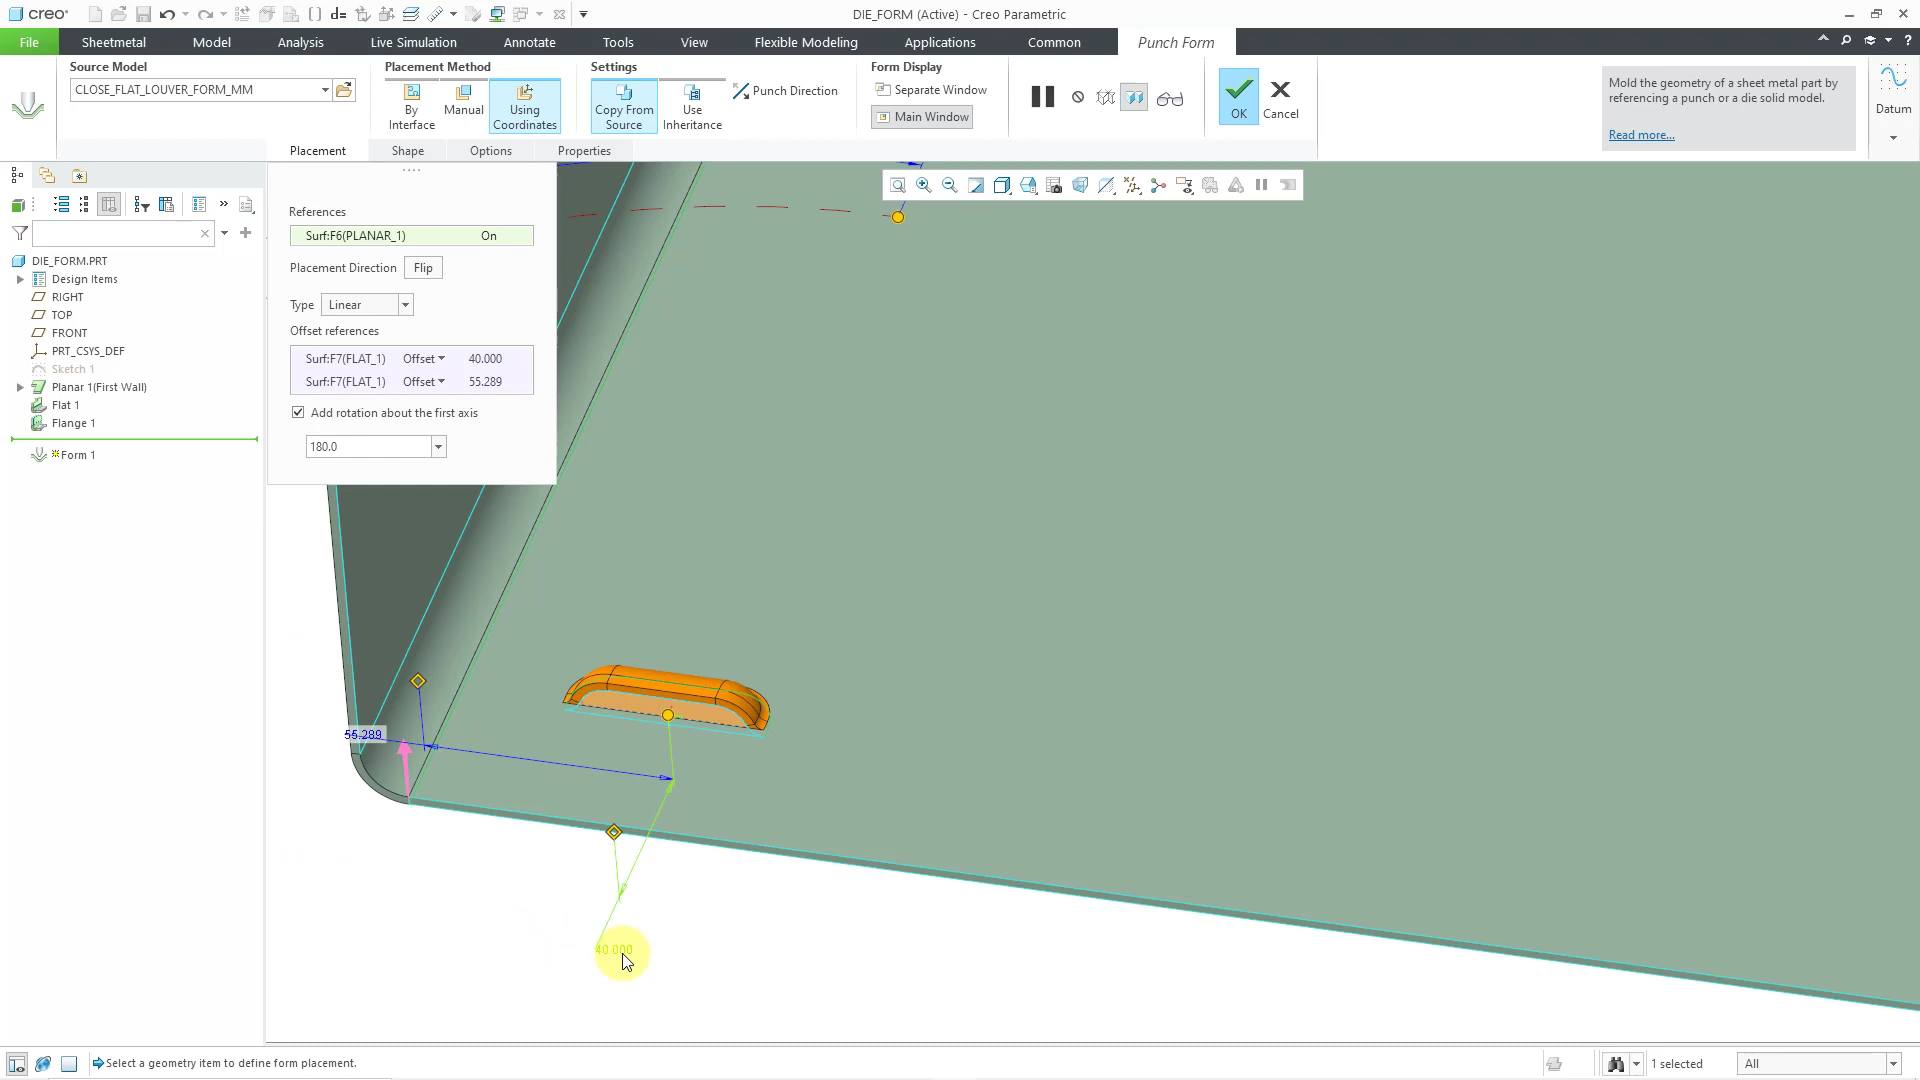 creo
d=
DIE_FORM (Active) - Creo Parametric
File
Sheetmetal
Model
Analysis
Live Simulation
Annotate
Tools
View
Flexible Modeling
Applications
Common
Punch Form
Source Model
CLOSE_FLAT_LOUVER_FORM_MM
Placement Method
By Interface
Manual
Using Coordinates
Settings
Copy From Source
Use Inheritance
Punch Direction
Form Display
Separate Window
Main Window
OK
Cancel
Mold the geometry of a sheet metal part by
referencing a punch or a die solid model.
Read more...
Datum
Placement
Shape
Options
Properties
DIE_FORM.PRT
Design Items
RIGHT
TOP
FRONT
PRT_CSYS_DEF
Sketch 1
Planar 1(First Wall)
Flat 1
Flange 1
Form 1
References
Surf:F6(PLANAR_1) On
Placement Direction Flip
Type Linear
Offset references
Surf:F7(FLAT_1) Offset 40.000
Surf:F7(FLAT_1) Offset 55.289
Add rotation about the first axis
180.0
55.289
40.000
Select a geometry item to define form placement.
1 selected
All